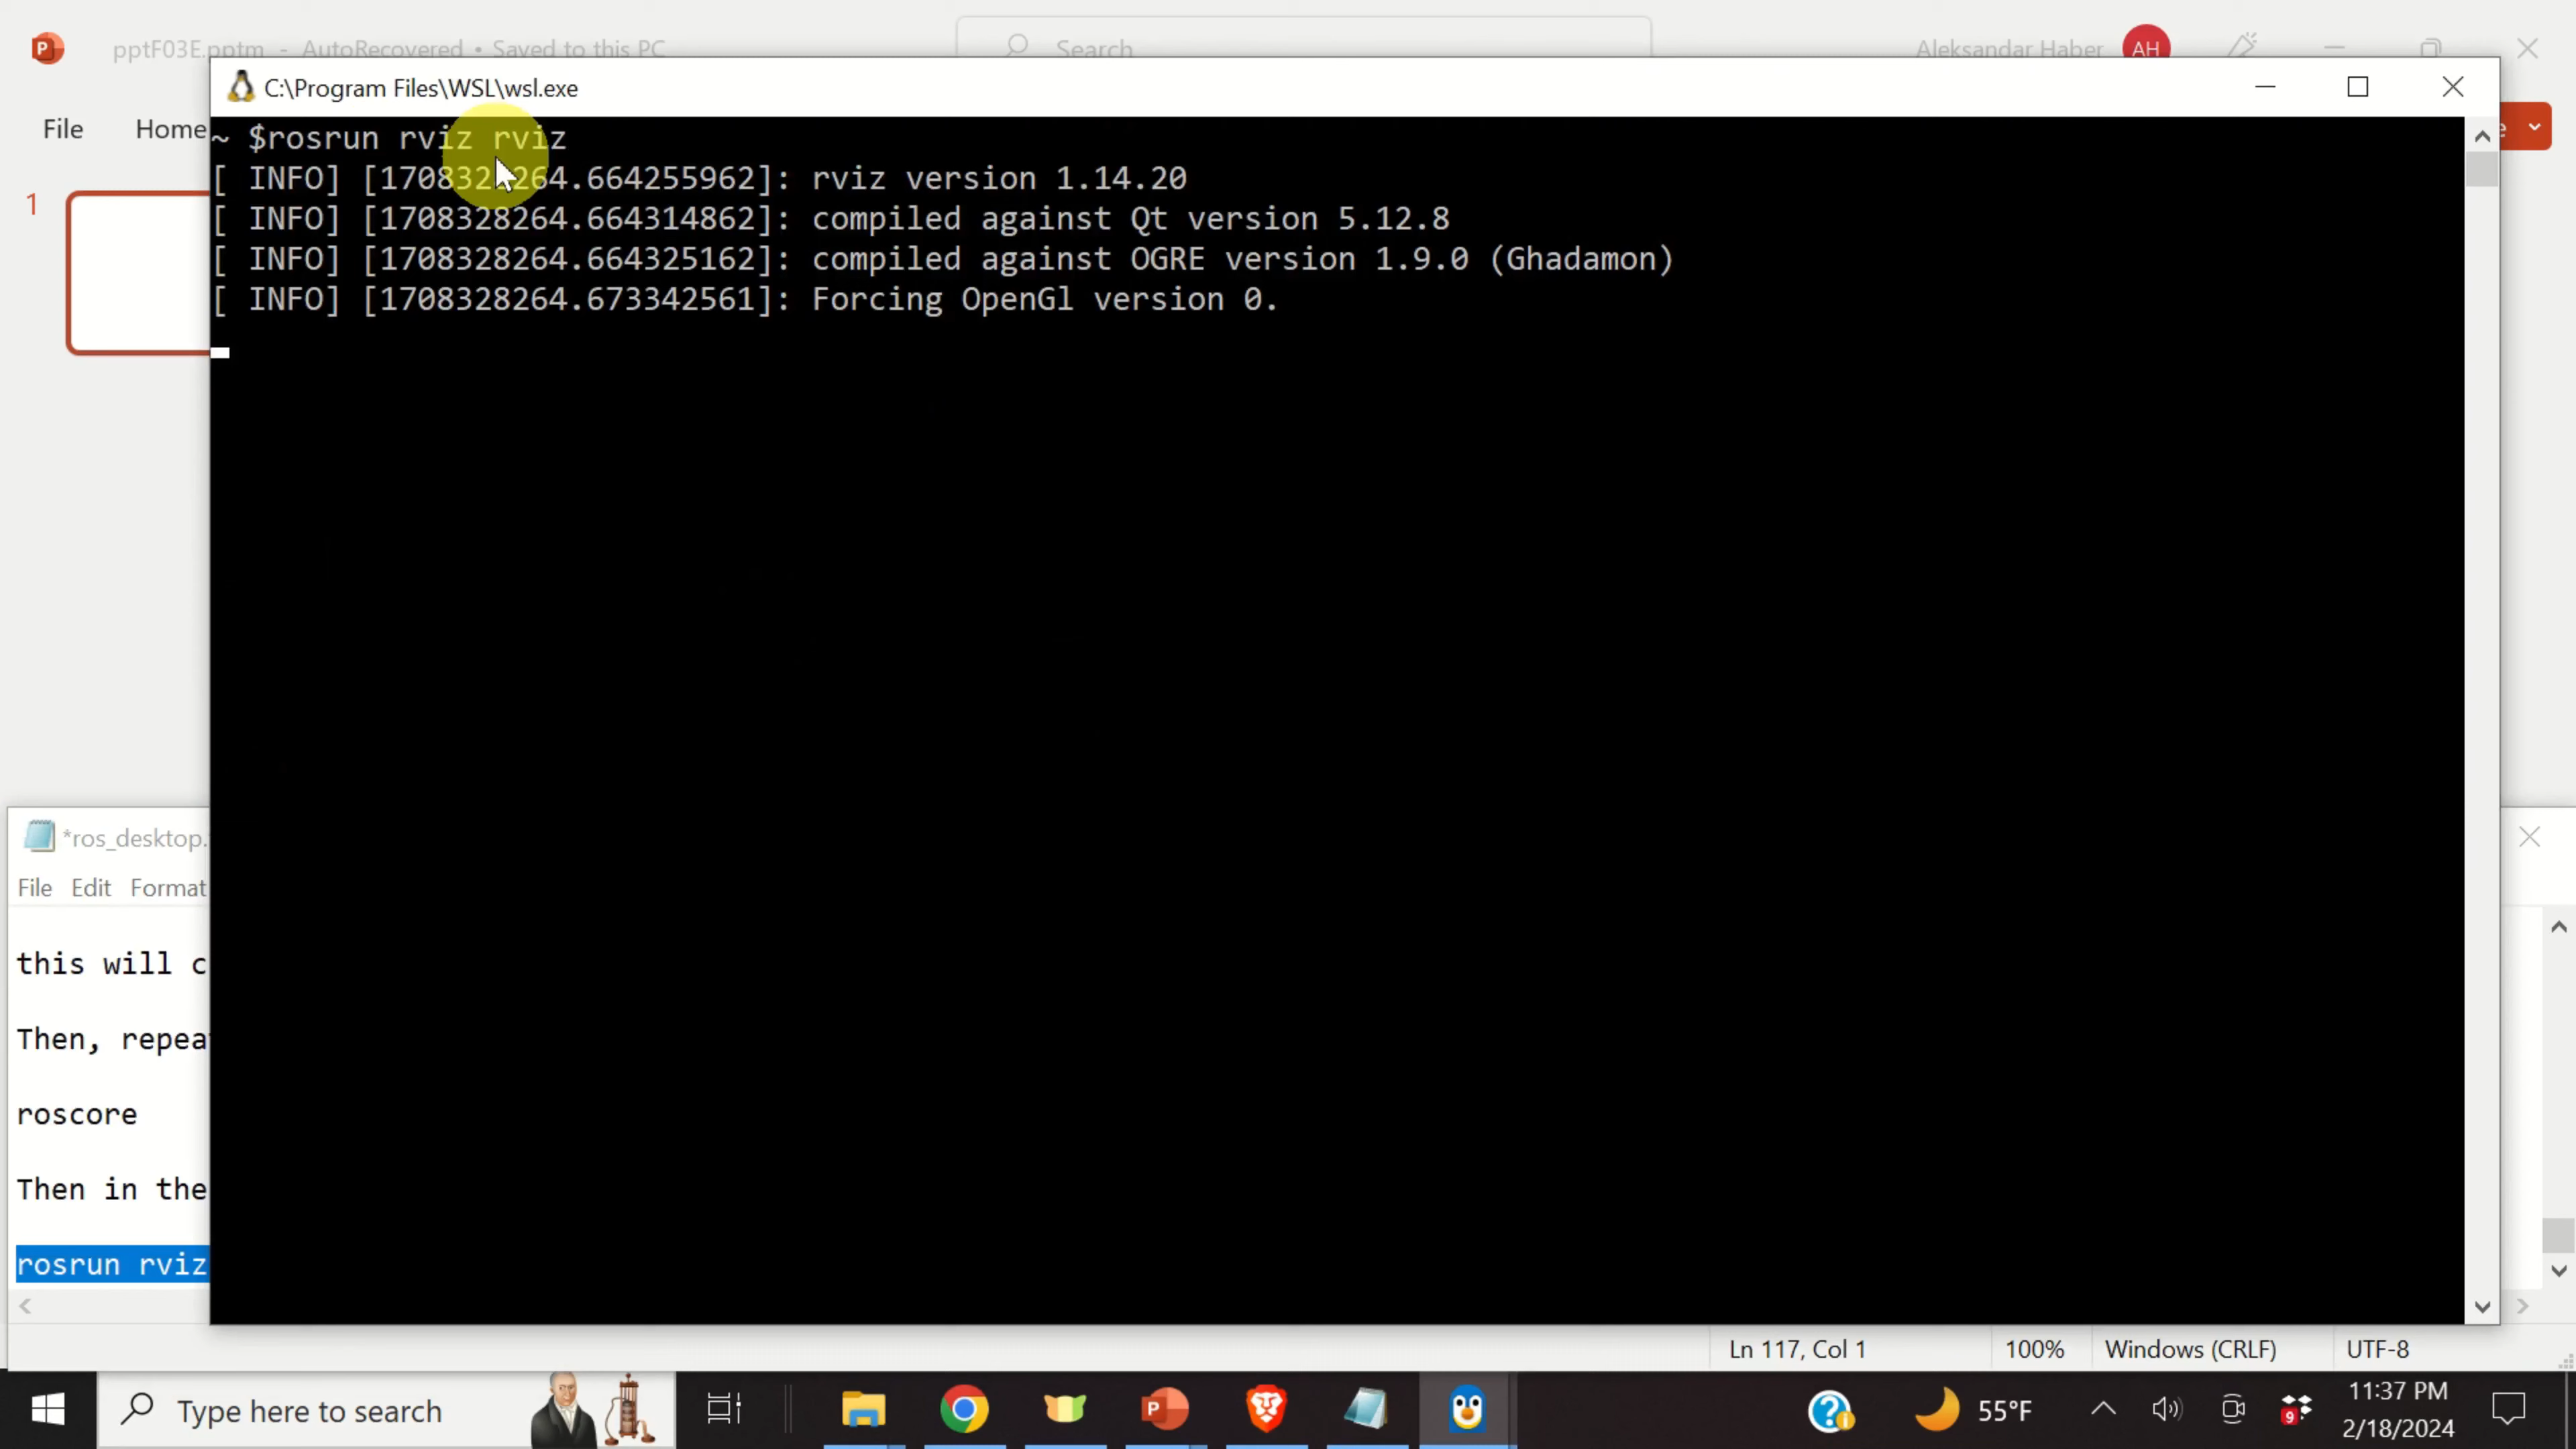 pptF03E.pptm - AutoRecovered • Saved to this PC
Search
Aleksandar Haber
AH
C:\Program Files\WSL\wsl.exe
File
Home
~ $rosrun rviz rviz
[ INFO] [1708328264.664255962]: rviz version 1.14.20
[ INFO] [1708328264.664314862]: compiled against Qt version 5.12.8
[ INFO] [1708328264.664325162]: compiled against OGRE version 1.9.0 (Ghadamon)
[ INFO] [1708328264.673342561]: Forcing OpenGl version 0.
1
*ros_desktop.
File Edit Format
this will c
Then, repeat
roscore
Then in the
rosrun rviz
Ln 117, Col 1
100%
Windows (CRLF)
UTF-8
Type here to search
55°F
9
11:37 PM
2/18/2024